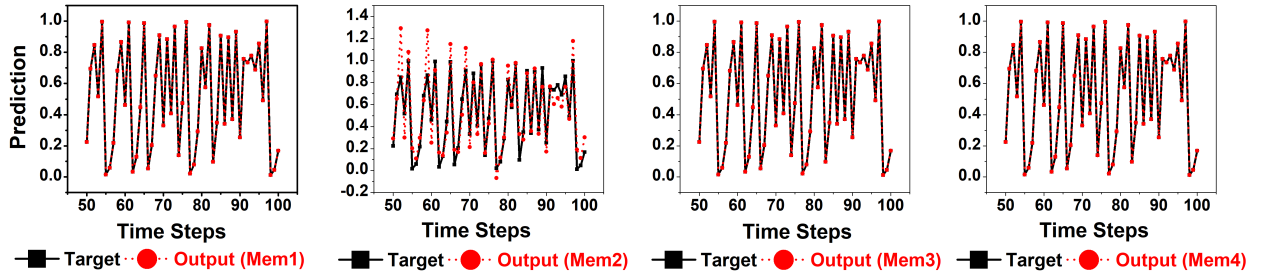 Prediction
1.0
0.8
0.6
0.4
0.2
0.0
50 60 70 80 90 100
Time Steps
Target Output (Mem1)
1.4
1.2
1.0
0.8
0.6
0.4
0.2
0.0
-0.2
50 60 70 80 90 100
Time Steps
Target Output (Mem2)
1.0
0.8
0.6
0.4
0.2
0.0
50 60 70 80 90 100
Time Steps
Target Output (Mem3)
1.0
0.8
0.6
0.4
0.2
0.0
50 60 70 80 90 100
Time Steps
Target Output (Mem4)